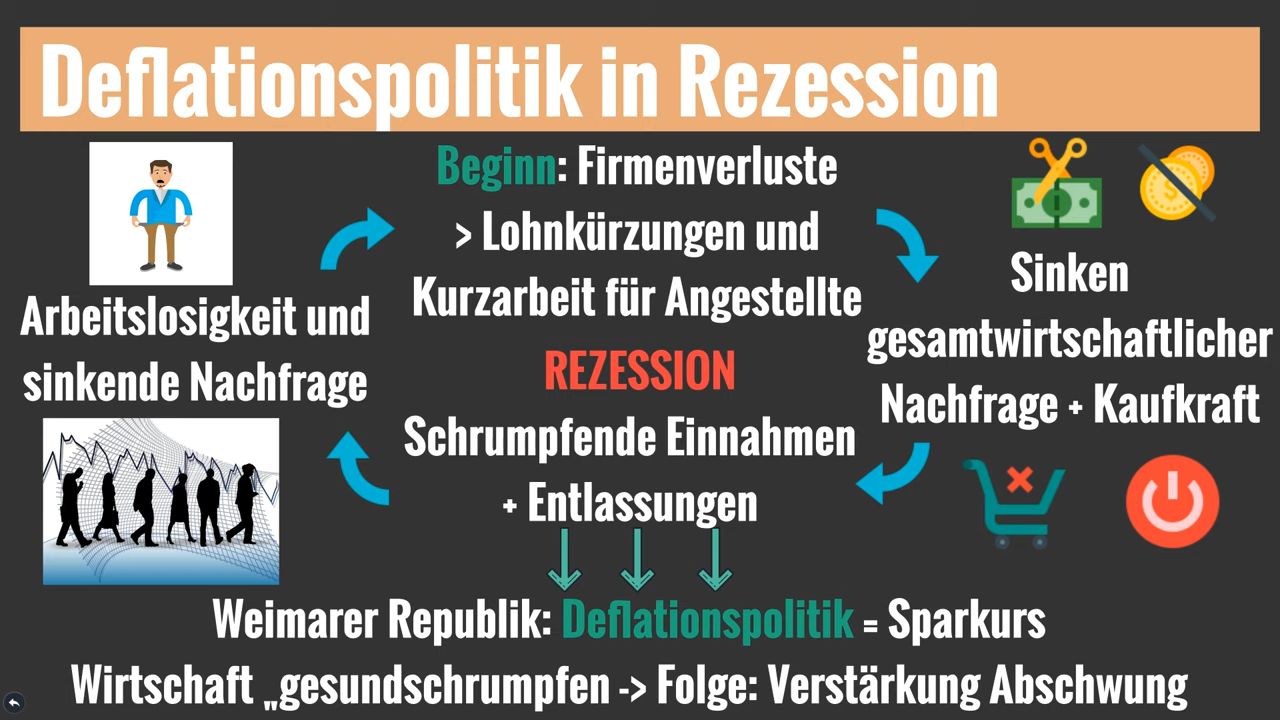 Deflationspolitik in Rezession
Beginn: Firmenverluste
> Lohnkürzungen und
Kurzarbeit für Angestellte
Sinken
gesamtwirtschaftlicher
Nachfrage + Kaufkraft
REZESSION
Schrumpfende Einnahmen
+ Entlassungen
Arbeitslosigkeit und
sinkende Nachfrage
Weimarer Republik: Deflationspolitik = Sparkurs
Wirtschaft „gesundschrumpfen -> Folge: Verstärkung Abschwung